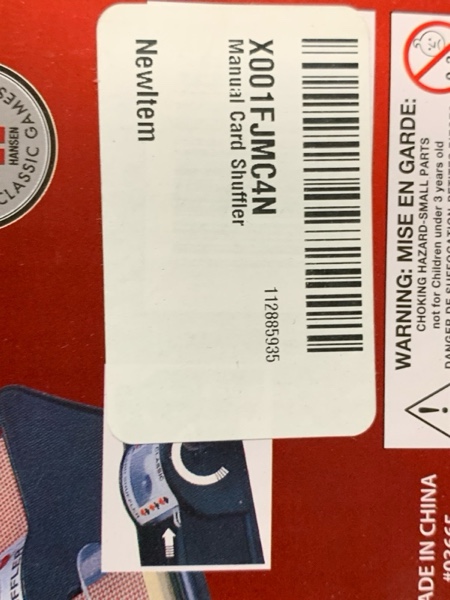 X001FJMC4N
Manual Card Shuffler
112885935
NewItem
HANSEN
CLASSIC GAMES
WARNING: MISE EN GARDE:
CHOKING HAZARD-SMALL PARTS
not for Children under 3 years old
ADE IN CHINA
CLASSIC